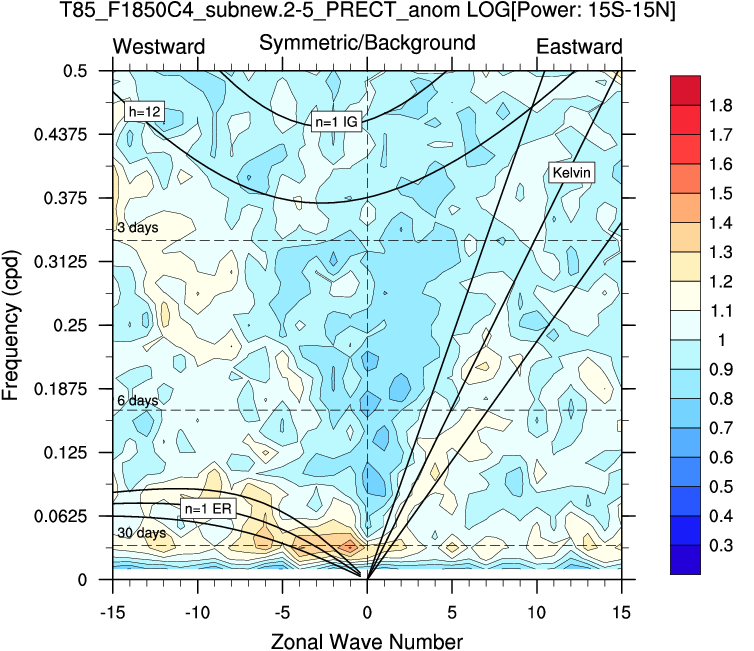 T85_F1850C4_subnew.2-5_PRECT_anom LOG[Power: 15S-15N]
Westward Symmetric/Background Eastward
0.5
h=12
n=1 IG
0.4375
Kelvin
0.375
3 days
0.3125
0.25
0.1875
6 days
0.125
n=1 ER
0.0625
30 days
0
Frequency (cpd)
-15 -10 -5 0 5 10 15
Zonal Wave Number
1.8
1.7
1.6
1.5
1.4
1.3
1.2
1.1
1
0.9
0.8
0.7
0.6
0.5
0.4
0.3